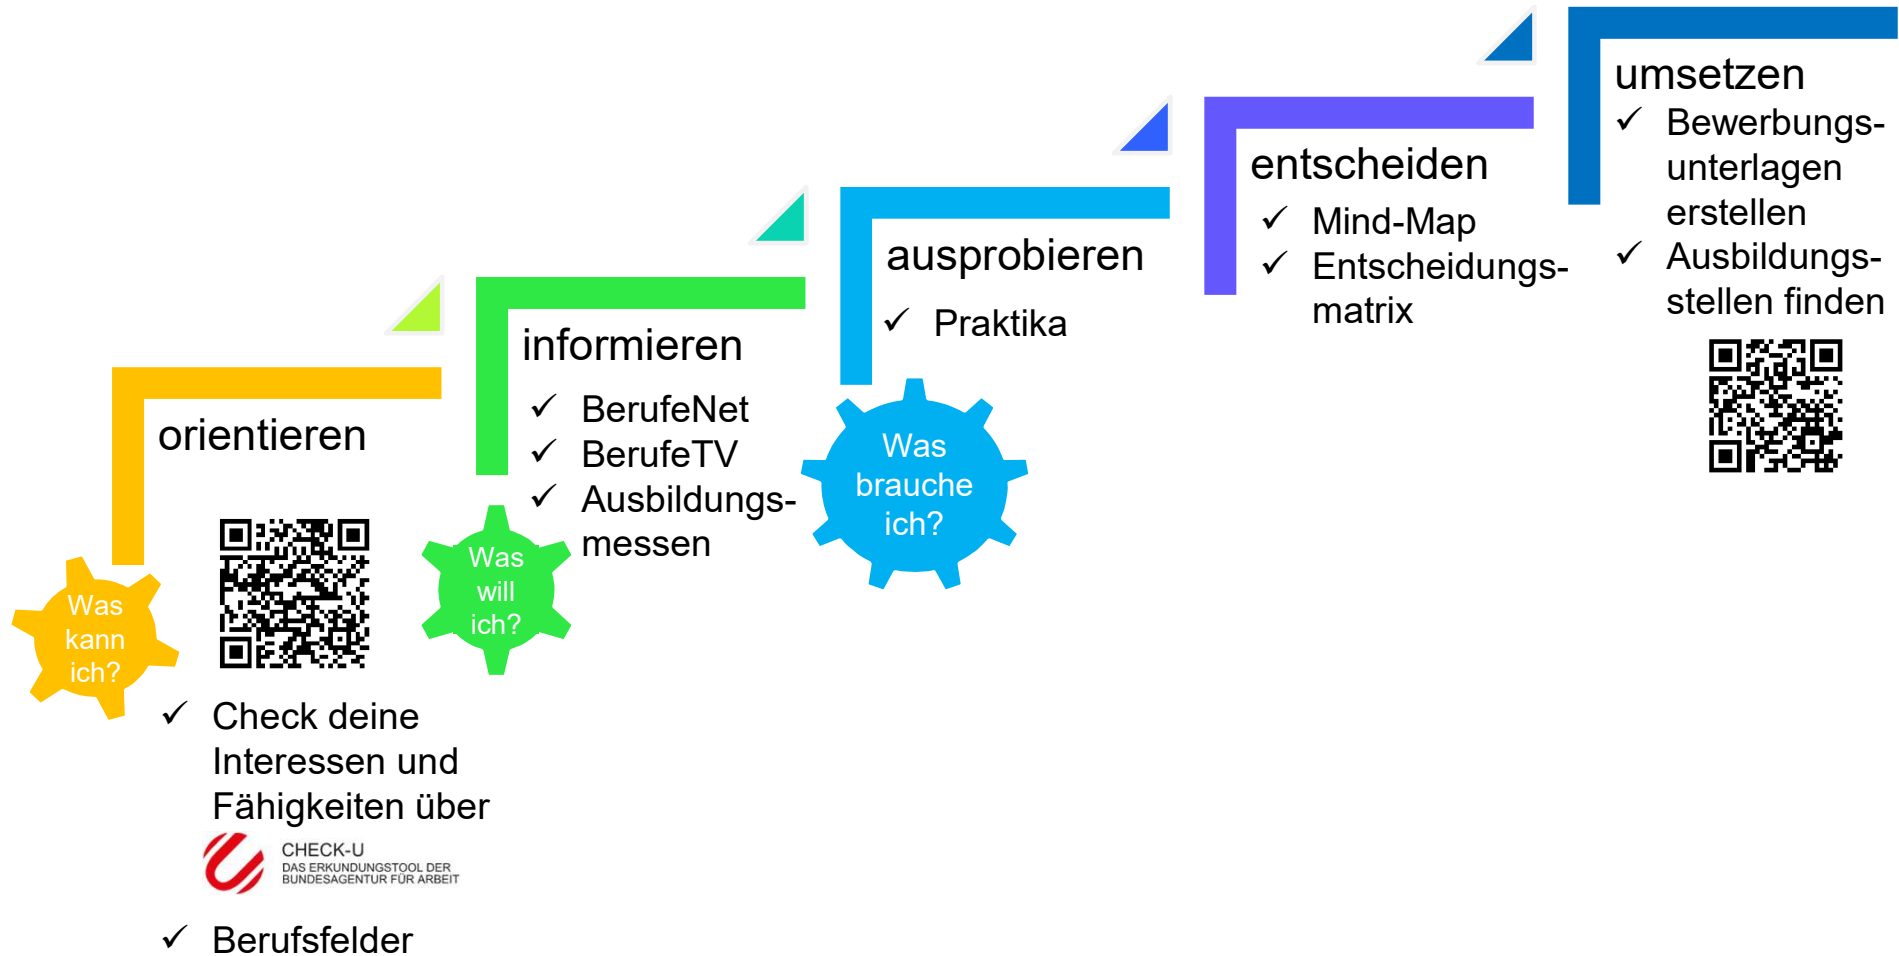 orientieren
Was
kann
ich?
✓ Check deine
Interessen und
Fähigkeiten über
CHECK-U
DAS ERKUNDUNGSTOOL DER
BUNDESAGENTUR FÜR ARBEIT
✓ Berufsfelder
informieren
✓ BerufeNet
✓ BerufeTV
✓ Ausbildungs-
messen
Was
will
ich?
ausprobieren
✓ Praktika
Was
brauche
ich?
entscheiden
✓ Mind-Map
✓ Entscheidungs-
matrix
umsetzen
✓ Bewerbungs-
unterlagen
erstellen
✓ Ausbildungs-
stellen finden